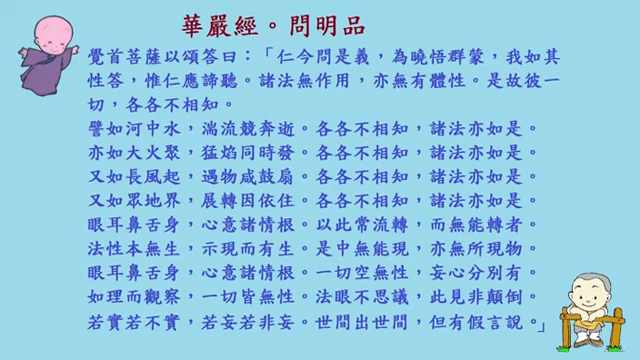 華嚴經。問明品
覺首菩薩以頌答曰：「仁今問是義，為曉悟群蒙，我如其
性答，惟仁應諦聽。諸法無作用，亦無有體性。是故彼一
切，各各不相知。
譬如河中水，湍流競奔逝。各各不相知，諸法亦如是。
亦如大火聚，猛焰同時發。各各不相知，諸法亦如是。
又如長風起，遇物咸鼓扇。各各不相知，諸法亦如是。
又如眾地界，展轉因依住。各各不相知，諸法亦如是。
眼耳鼻舌身，心意諸情根。以此常流轉，而無能轉者。
法性本無生，示現而有生。是中無能現，亦無所現物。
眼耳鼻舌身，心意諸情根。一切空無性，妄心分別有。
如理而觀察，一切皆無性。法眼不思議，此見非顛倒。
若實若不實，若妄若非妄。世間出世間，但有假言說。」